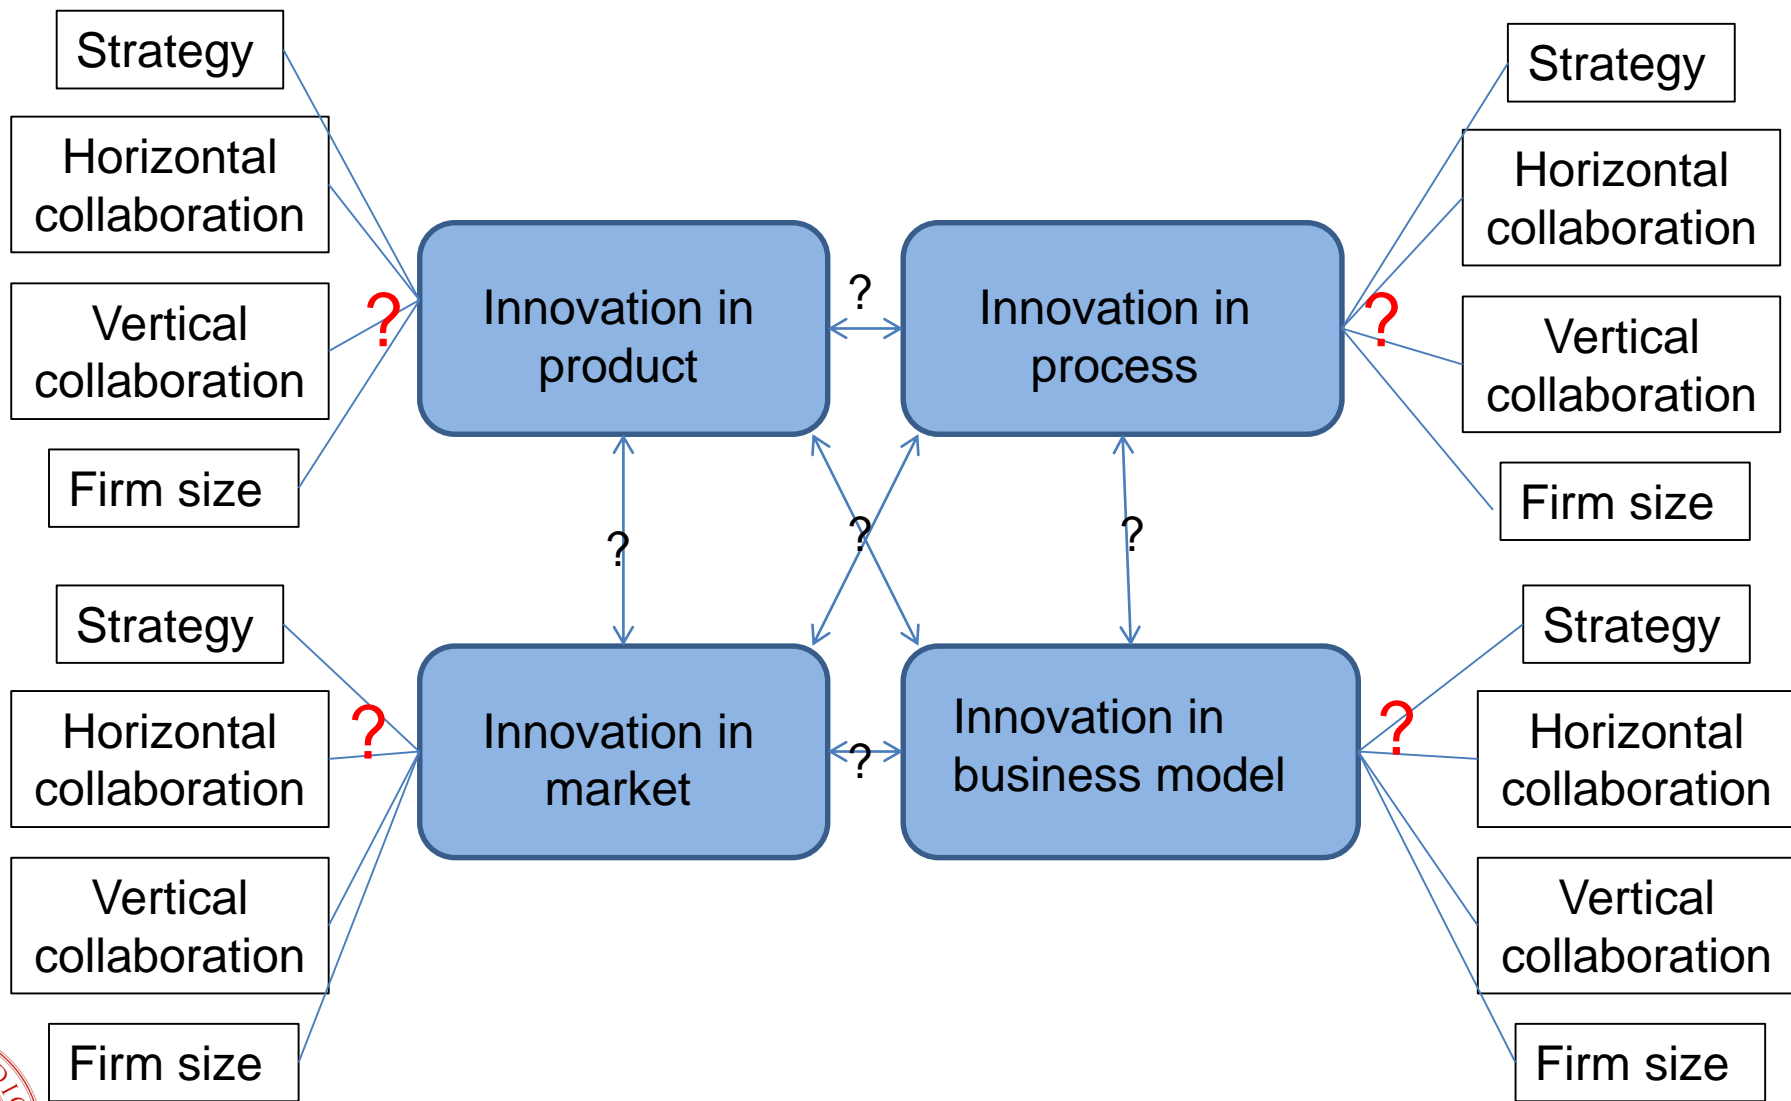 Strategy
Horizontal
collaboration
Vertical
collaboration
Firm size
?
Innovation in
product
?
Innovation in
process
?
Strategy
Horizontal
collaboration
Vertical
collaboration
Firm size
?
?
?
Strategy
Horizontal
collaboration
Vertical
collaboration
Firm size
?
Innovation in
market
?
Innovation in
business model
?
Strategy
Horizontal
collaboration
Vertical
collaboration
Firm size